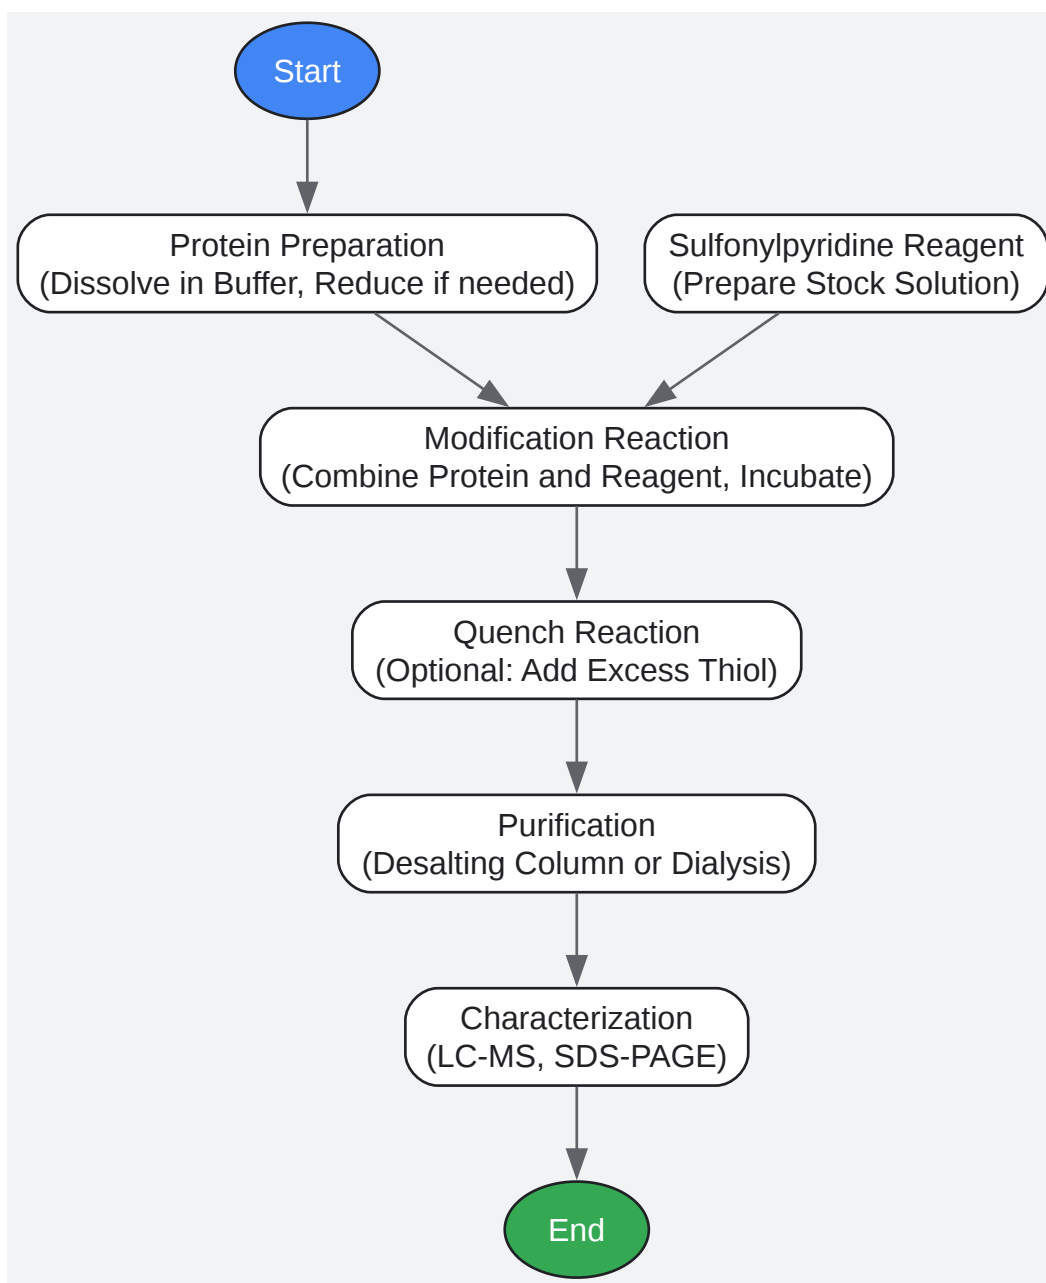 Start
Protein Preparation
(Dissolve in Buffer, Reduce if needed)
Sulfonylpyridine Reagent
(Prepare Stock Solution)
Modification Reaction
(Combine Protein and Reagent, Incubate)
Quench Reaction
(Optional: Add Excess Thiol)
Purification
(Desalting Column or Dialysis)
Characterization
(LC-MS, SDS-PAGE)
End